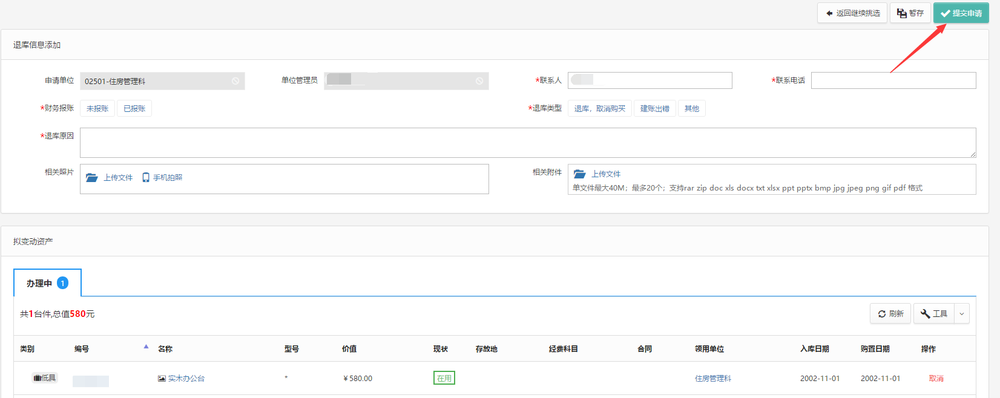 返回继续挑选 暂存 提交申请
退库信息添加
申请单位 02501-住房管理科 单位管理员 *联系人 *联系电话
*财务报账 未报账 已报账 *退库类型 退库，取消购买 建账出错 其他
*退库原因
相关照片 上传文件 手机拍照 相关附件 上传文件
单文件最大40M；最多20个；支持rar zip doc xls docx txt xlsx ppt pptx bmp jpg jpeg png gif pdf 格式
拟变动资产
办理中 1
共1台件,总值580元 刷新 工具
类别 编号 名称 型号 价值 现状 存放地 经费科目 合同 领用单位 入库日期 购置日期 操作
低具 实木办公台 * ¥580.00 在用 住房管理科 2002-11-01 2002-11-01 取消